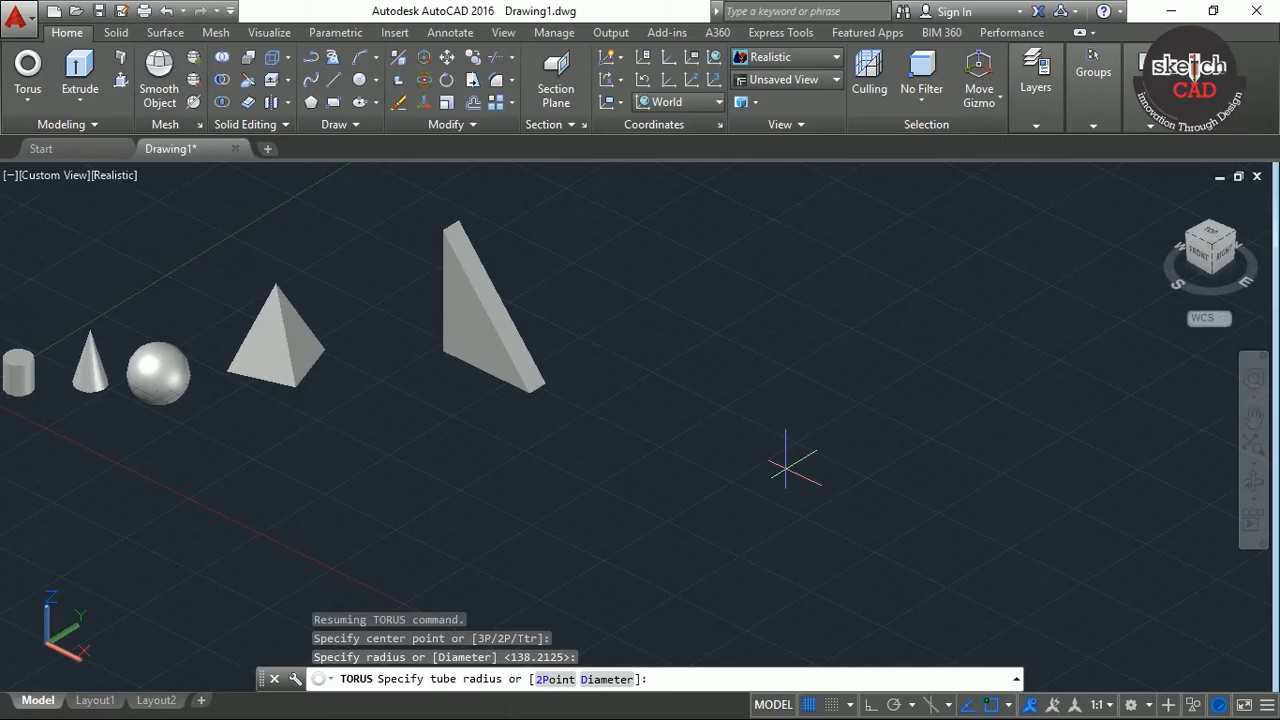 Autodesk AutoCAD 2016 Drawing1.dwg
Type a keyword or phrase
Sign In
Home Solid Surface Mesh Visualize Parametric Insert Annotate View Manage Output Add-ins A360 Express Tools Featured Apps BIM 360 Performance
Torus
Extrude
Smooth Object
Section Plane
Realistic
Unsaved View
World
Culling
No Filter
Move Gizmo
Layers
Groups
sketch
CAD
innovation Through Design
Modeling
Mesh
Solid Editing
Draw
Modify
Section
Coordinates
View
Selection
Start
Drawing1*
[−][Custom View][Realistic]
TOP
FRONT
RIGHT
S
E
WCS
Z
Y
X
Resuming TORUS command.
Specify center point or [3P/2P/Ttr]:
Specify radius or [Diameter] <138.2125>:
TORUS Specify tube radius or [2Point Diameter]:
Model Layout1 Layout2
MODEL
1:1